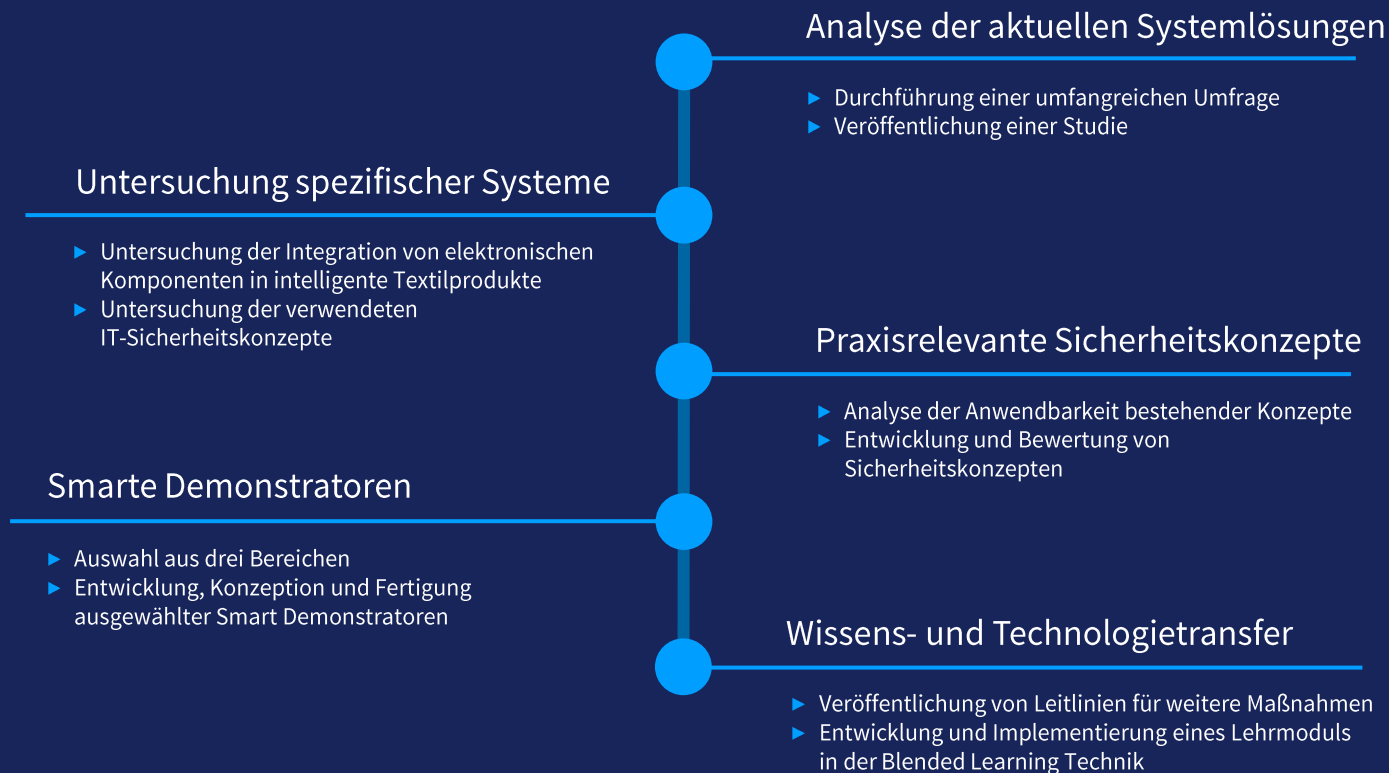 Analyse der aktuellen Systemlösungen
► Durchführung einer umfangreichen Umfrage
► Veröffentlichung einer Studie
Untersuchung spezifischer Systeme
► Untersuchung der Integration von elektronischen
Komponenten in intelligente Textilprodukte
► Untersuchung der verwendeten
IT-Sicherheitskonzepte
Praxisrelevante Sicherheitskonzepte
► Analyse der Anwendbarkeit bestehender Konzepte
► Entwicklung und Bewertung von
Sicherheitskonzepten
Smarte Demonstratoren
► Auswahl aus drei Bereichen
► Entwicklung, Konzeption und Fertigung
ausgewählter Smart Demonstratoren
Wissens- und Technologietransfer
► Veröffentlichung von Leitlinien für weitere Maßnahmen
► Entwicklung und Implementierung eines Lehrmoduls
in der Blended Learning Technik